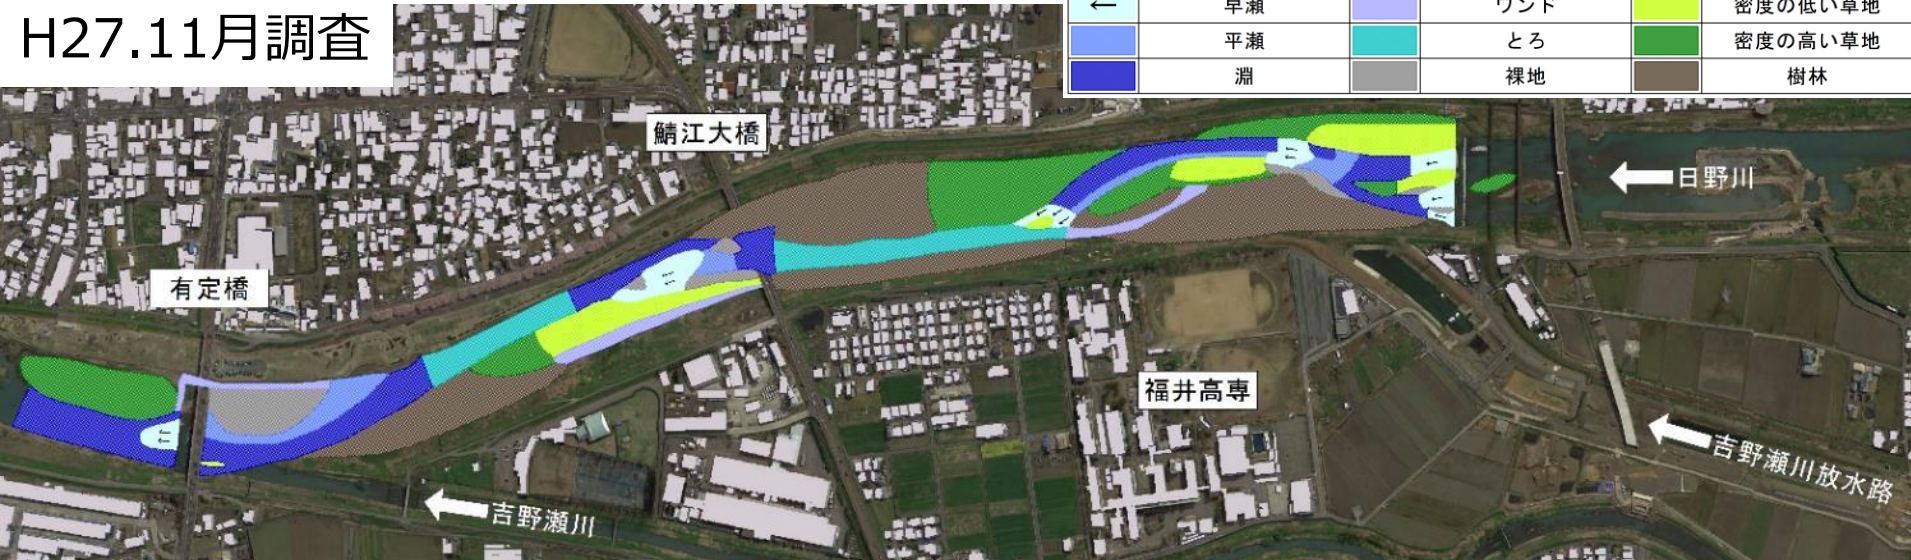 H27.11月調査
早瀬 ワンド 密度の低い草地
平瀬 とろ 密度の高い草地
淵 裸地 樹林
鯖江大橋
日野川
有定橋
福井高専
吉野瀬川放水路
吉野瀬川